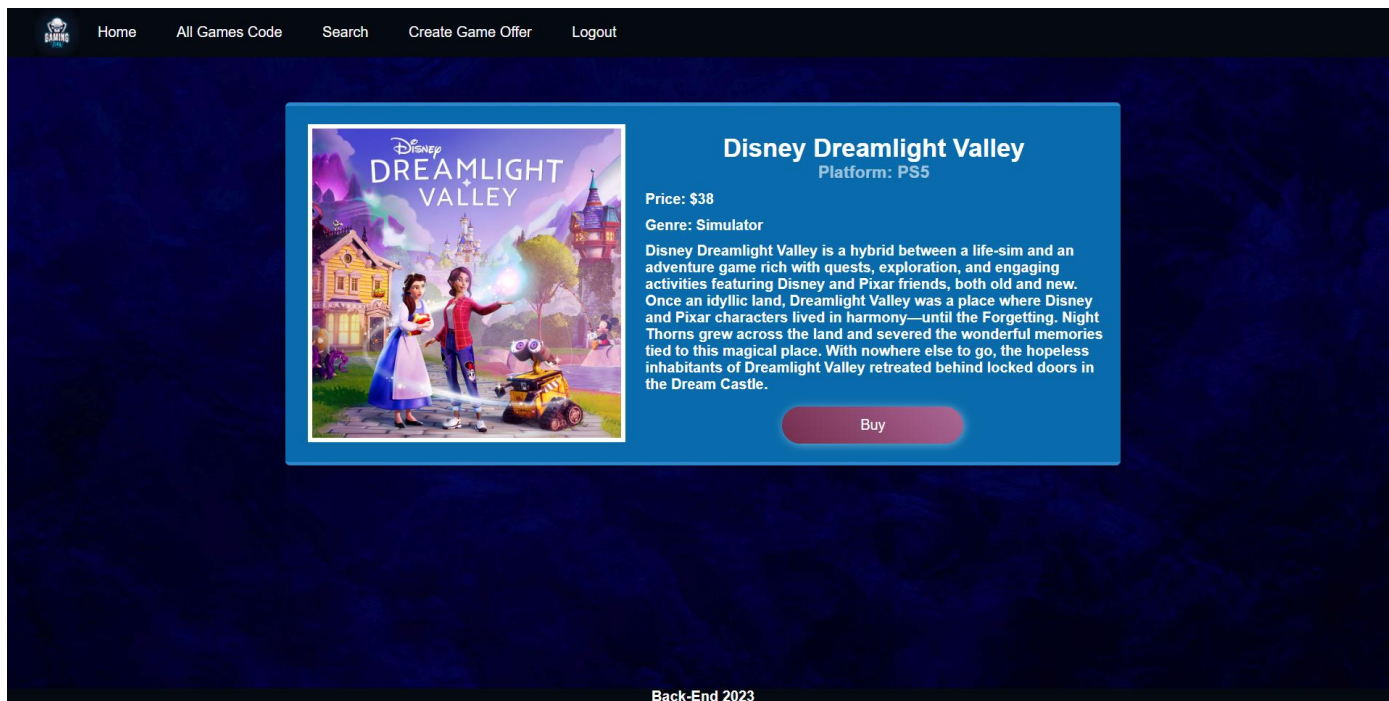 GAMING
Home
All Games Code
Search
Create Game Offer
Logout
Disney
DREAMLIGHT
VALLEY
Disney Dreamlight Valley
Platform: PS5
Price: $38
Genre: Simulator
Disney Dreamlight Valley is a hybrid between a life-sim and an
adventure game rich with quests, exploration, and engaging
activities featuring Disney and Pixar friends, both old and new.
Once an idyllic land, Dreamlight Valley was a place where Disney
and Pixar characters lived in harmony—until the Forgetting. Night
Thorns grew across the land and severed the wonderful memories
tied to this magical place. With nowhere else to go, the hopeless
inhabitants of Dreamlight Valley retreated behind locked doors in
the Dream Castle.
Buy
Back-End 2023